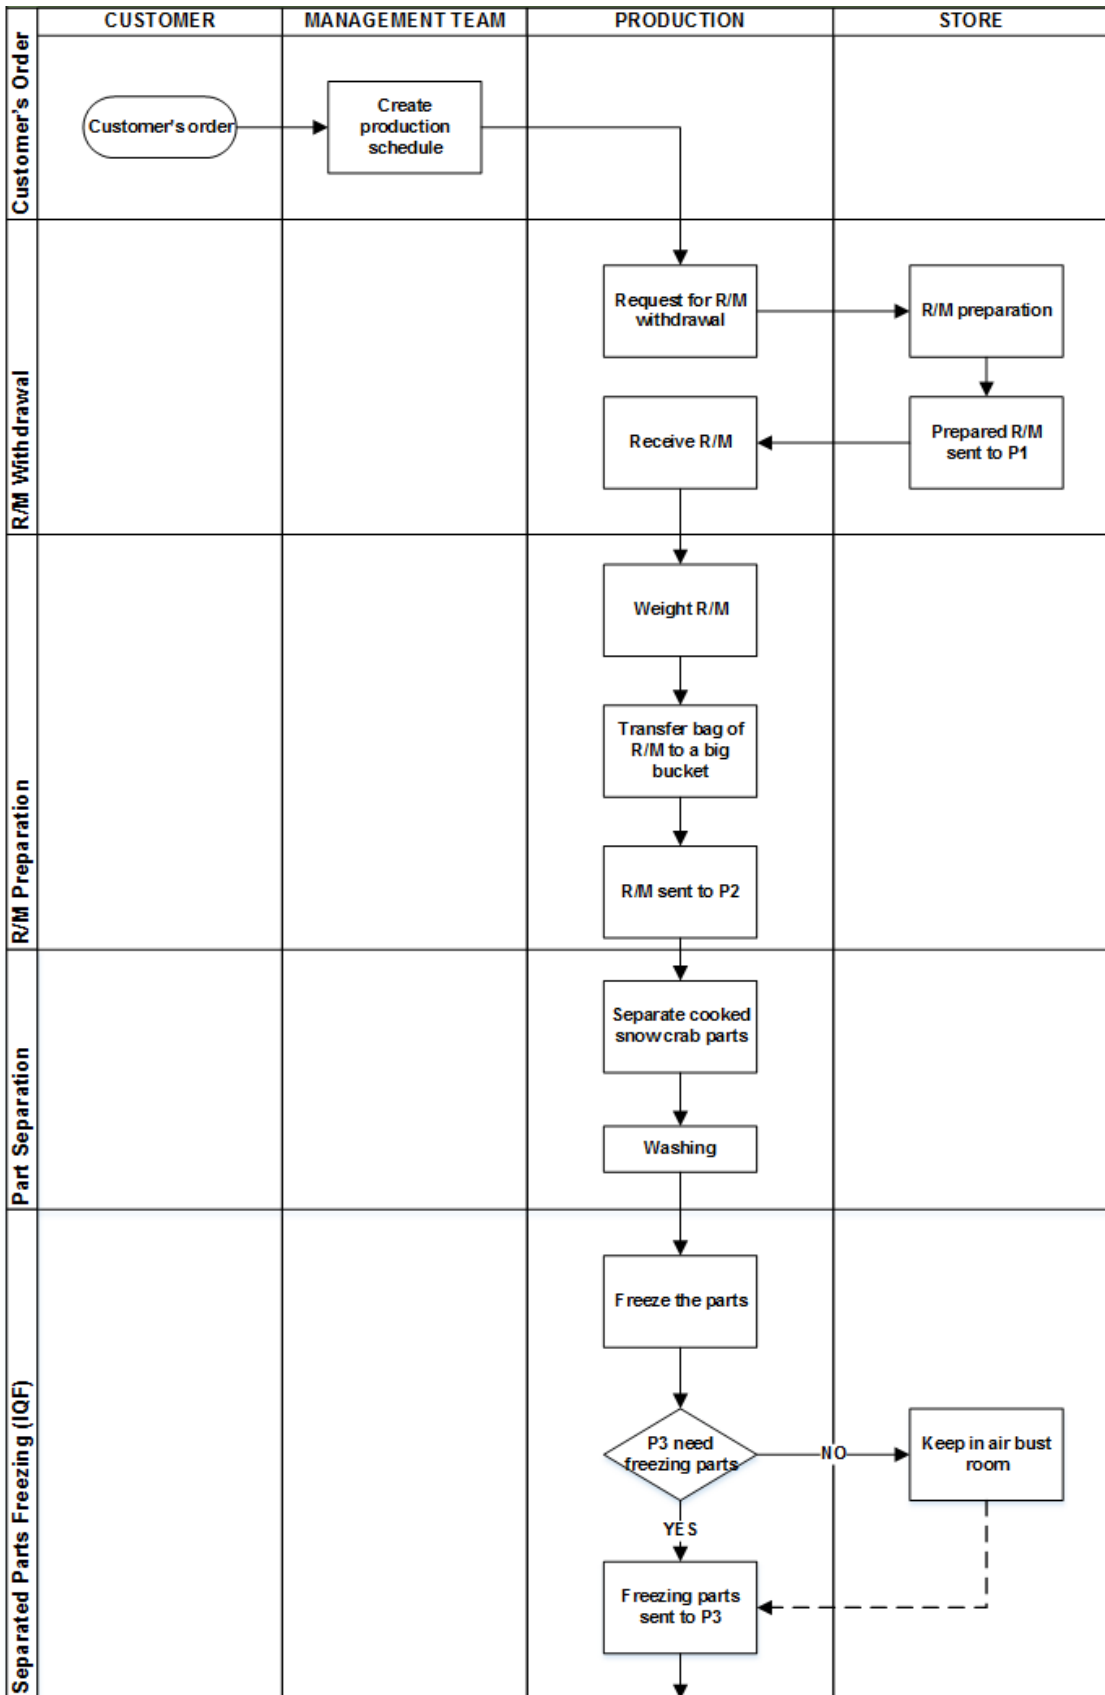 CUSTOMER
MANAGEMENT TEAM
PRODUCTION
STORE
Customer's Order
Customer's order
Create
production
schedule
R/M Withdrawal
Request for R/M
withdrawal
R/M preparation
Receive R/M
Prepared R/M
sent to P1
R/M Preparation
Weight R/M
Transfer bag of
R/M to a big
bucket
R/M sent to P2
Part Separation
Separate cooked
snow crab parts
Washing
Separated Parts Freezing (IQF)
Freeze the parts
P3 need
freezing parts
NO
Keep in air bust
room
YES
Freezing parts
sent to P3